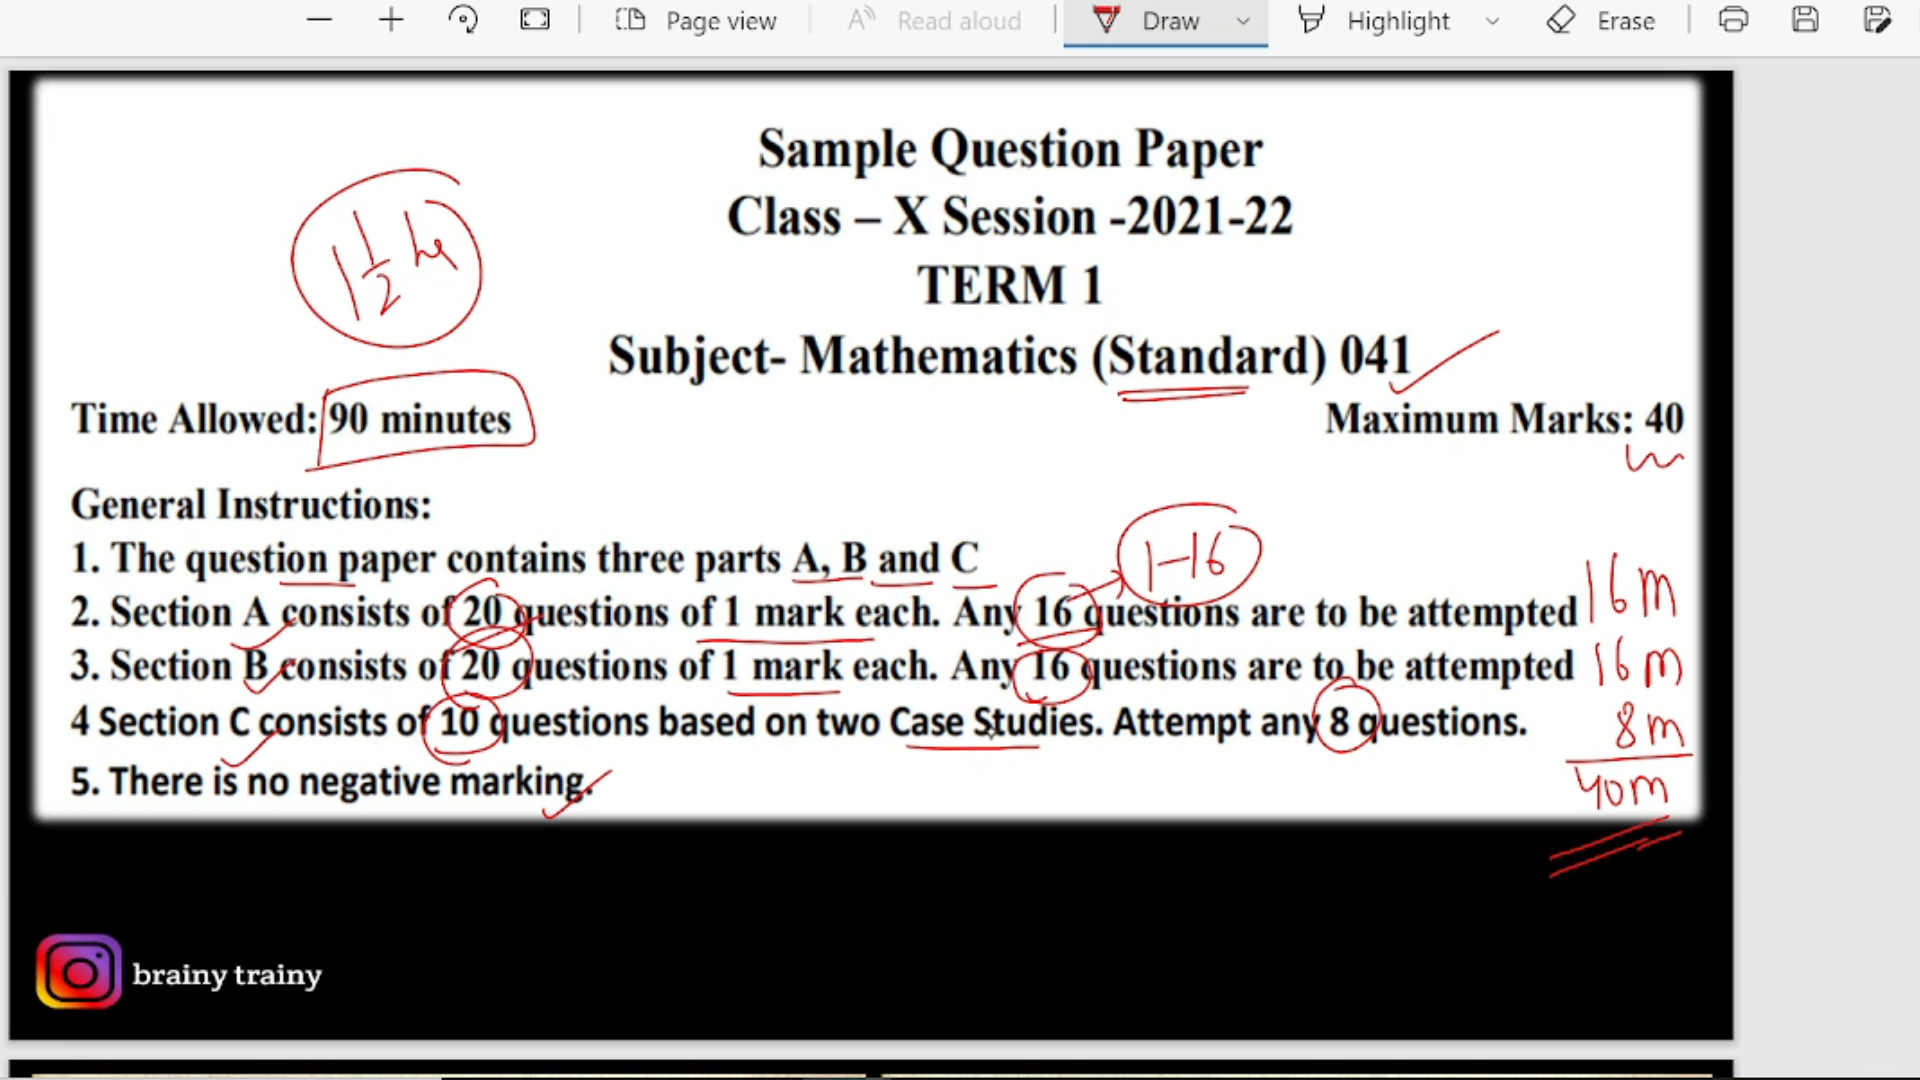 Page view
Read aloud
Draw
Highlight
Erase
Sample Question Paper
Class – X Session -2021-22
TERM 1
Subject- Mathematics (Standard) 041
1 1/2 hr
Time Allowed: 90 minutes
Maximum Marks: 40
General Instructions:
1. The question paper contains three parts A, B and C
1-16
2. Section A consists of 20 questions of 1 mark each. Any 16 questions are to be attempted
16m
3. Section B consists of 20 questions of 1 mark each. Any 16 questions are to be attempted
16m
4 Section C consists of 10 questions based on two Case Studies. Attempt any 8 questions.
8m
5. There is no negative marking.
40m
brainy trainy